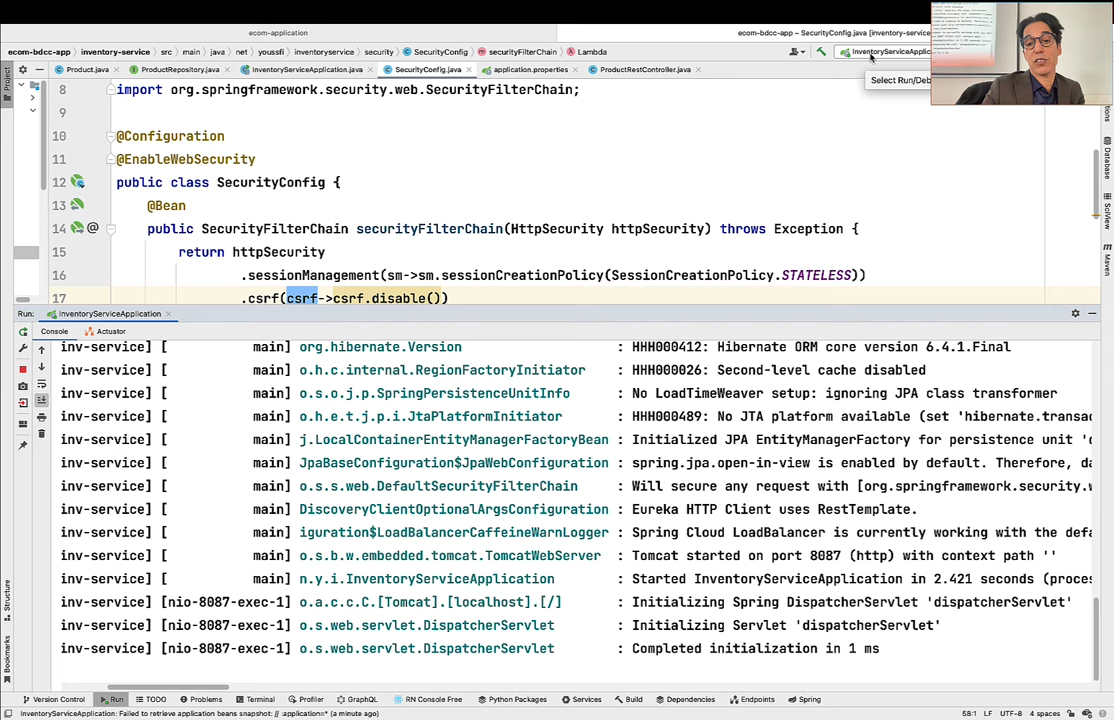 ecom-application
ecom-bdcc-app – SecurityConfig.java [inventory-serv
ecom-bdcc-app inventory-service src main java net youssfi inventoryservice security SecurityConfig securityFilterChain Lambda InventoryServiceApplic
Product.java ProductRepository.java InventoryServiceApplication.java SecurityConfig.java application.properties ProductRestController.java
Select Run/Deb
Project
8 import org.springframework.security.web.SecurityFilterChain;
9
10 @Configuration
11 @EnableWebSecurity
12 public class SecurityConfig {
13 @Bean
14 @ public SecurityFilterChain securityFilterChain(HttpSecurity httpSecurity) throws Exception {
15 return httpSecurity
16 .sessionManagement(sm->sm.sessionCreationPolicy(SessionCreationPolicy.STATELESS))
17 .csrf(csrf->csrf.disable())
Database
SciView
Maven
Run: InventoryServiceApplication
Console Actuator
inv-service] [ main] org.hibernate.Version : HHH000412: Hibernate ORM core version 6.4.1.Final
inv-service] [ main] o.h.c.internal.RegionFactoryInitiator : HHH000026: Second-level cache disabled
inv-service] [ main] o.s.o.j.p.SpringPersistenceUnitInfo : No LoadTimeWeaver setup: ignoring JPA class transformer
inv-service] [ main] o.h.e.t.j.p.i.JtaPlatformInitiator : HHH000489: No JTA platform available (set 'hibernate.transac
inv-service] [ main] j.LocalContainerEntityManagerFactoryBean : Initialized JPA EntityManagerFactory for persistence unit 'd
inv-service] [ main] JpaBaseConfiguration$JpaWebConfiguration : spring.jpa.open-in-view is enabled by default. Therefore, da
inv-service] [ main] o.s.s.web.DefaultSecurityFilterChain : Will secure any request with [org.springframework.security.w
inv-service] [ main] DiscoveryClientOptionalArgsConfiguration : Eureka HTTP Client uses RestTemplate.
inv-service] [ main] iguration$LoadBalancerCaffeineWarnLogger : Spring Cloud LoadBalancer is currently working with the defa
inv-service] [ main] o.s.b.w.embedded.tomcat.TomcatWebServer : Tomcat started on port 8087 (http) with context path ''
inv-service] [ main] n.y.i.InventoryServiceApplication : Started InventoryServiceApplication in 2.421 seconds (proces
inv-service] [nio-8087-exec-1] o.a.c.c.C.[Tomcat].[localhost].[/] : Initializing Spring DispatcherServlet 'dispatcherServlet'
inv-service] [nio-8087-exec-1] o.s.web.servlet.DispatcherServlet : Initializing Servlet 'dispatcherServlet'
inv-service] [nio-8087-exec-1] o.s.web.servlet.DispatcherServlet : Completed initialization in 1 ms
Structure
Bookmarks
Version Control Run TODO Problems Terminal Profiler GraphQL RN Console Free Python Packages Services Build Dependencies Endpoints Spring
InventoryServiceApplication: Failed to retrieve application beans snapshot: // :application=* (a minute ago) 58:1 LF UTF-8 4 spaces